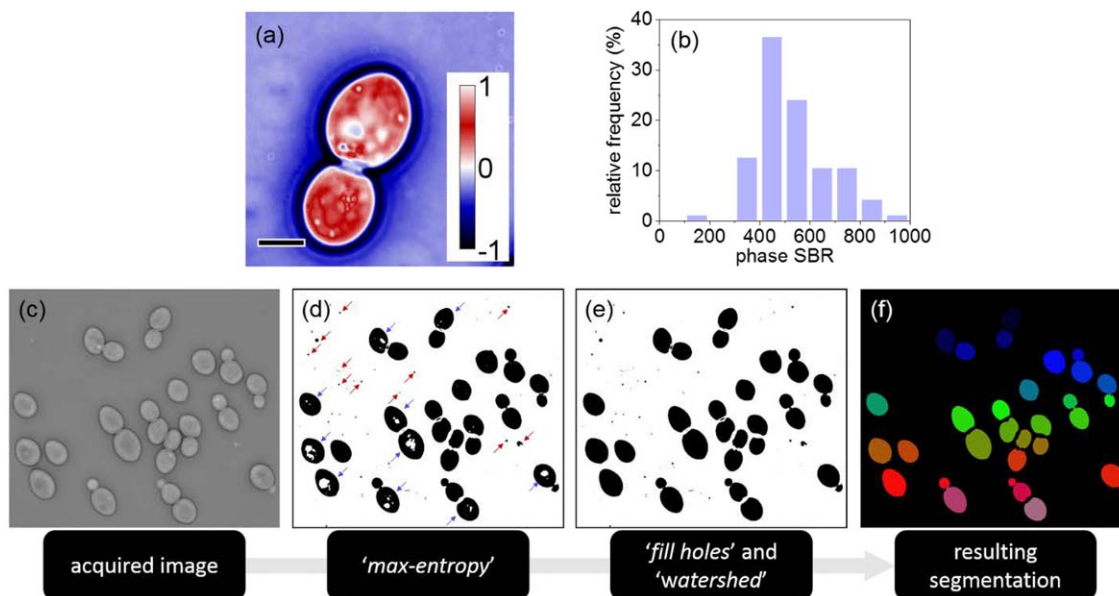 (a)
1
0
-1
(b)
relative frequency (%)
40
30
20
10
0
0 200 400 600 800 1000
phase SBR
(c)
(d)
(e)
(f)
acquired image
‘max-entropy’
‘fill holes’ and
‘watershed’
resulting
segmentation